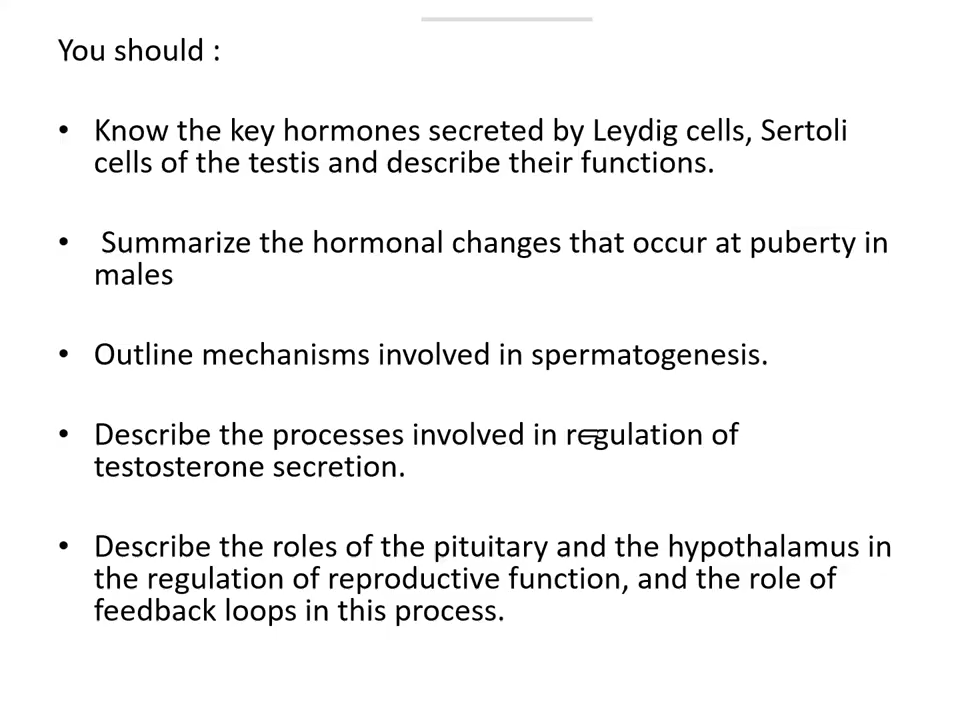 You should :
• Know the key hormones secreted by Leydig cells, Sertoli
cells of the testis and describe their functions.
• Summarize the hormonal changes that occur at puberty in
males
• Outline mechanisms involved in spermatogenesis.
• Describe the processes involved in regulation of
testosterone secretion.
• Describe the roles of the pituitary and the hypothalamus in
the regulation of reproductive function, and the role of
feedback loops in this process.